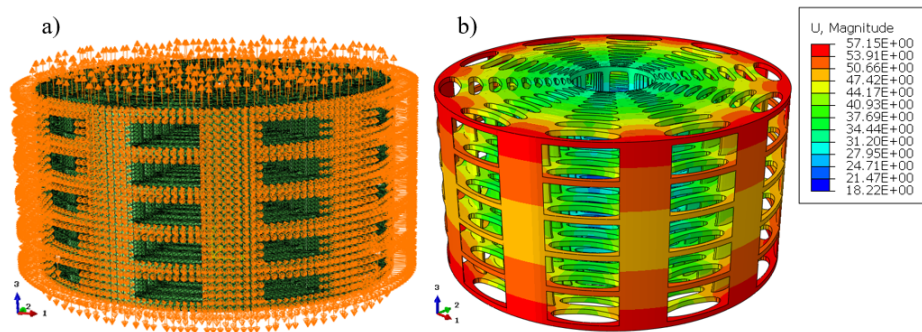 a)
3
2
1
b)
3
2
1
U, Magnitude
57.15E+00
53.91E+00
50.66E+00
47.42E+00
44.17E+00
40.93E+00
37.69E+00
34.44E+00
31.20E+00
27.95E+00
24.71E+00
21.47E+00
18.22E+00